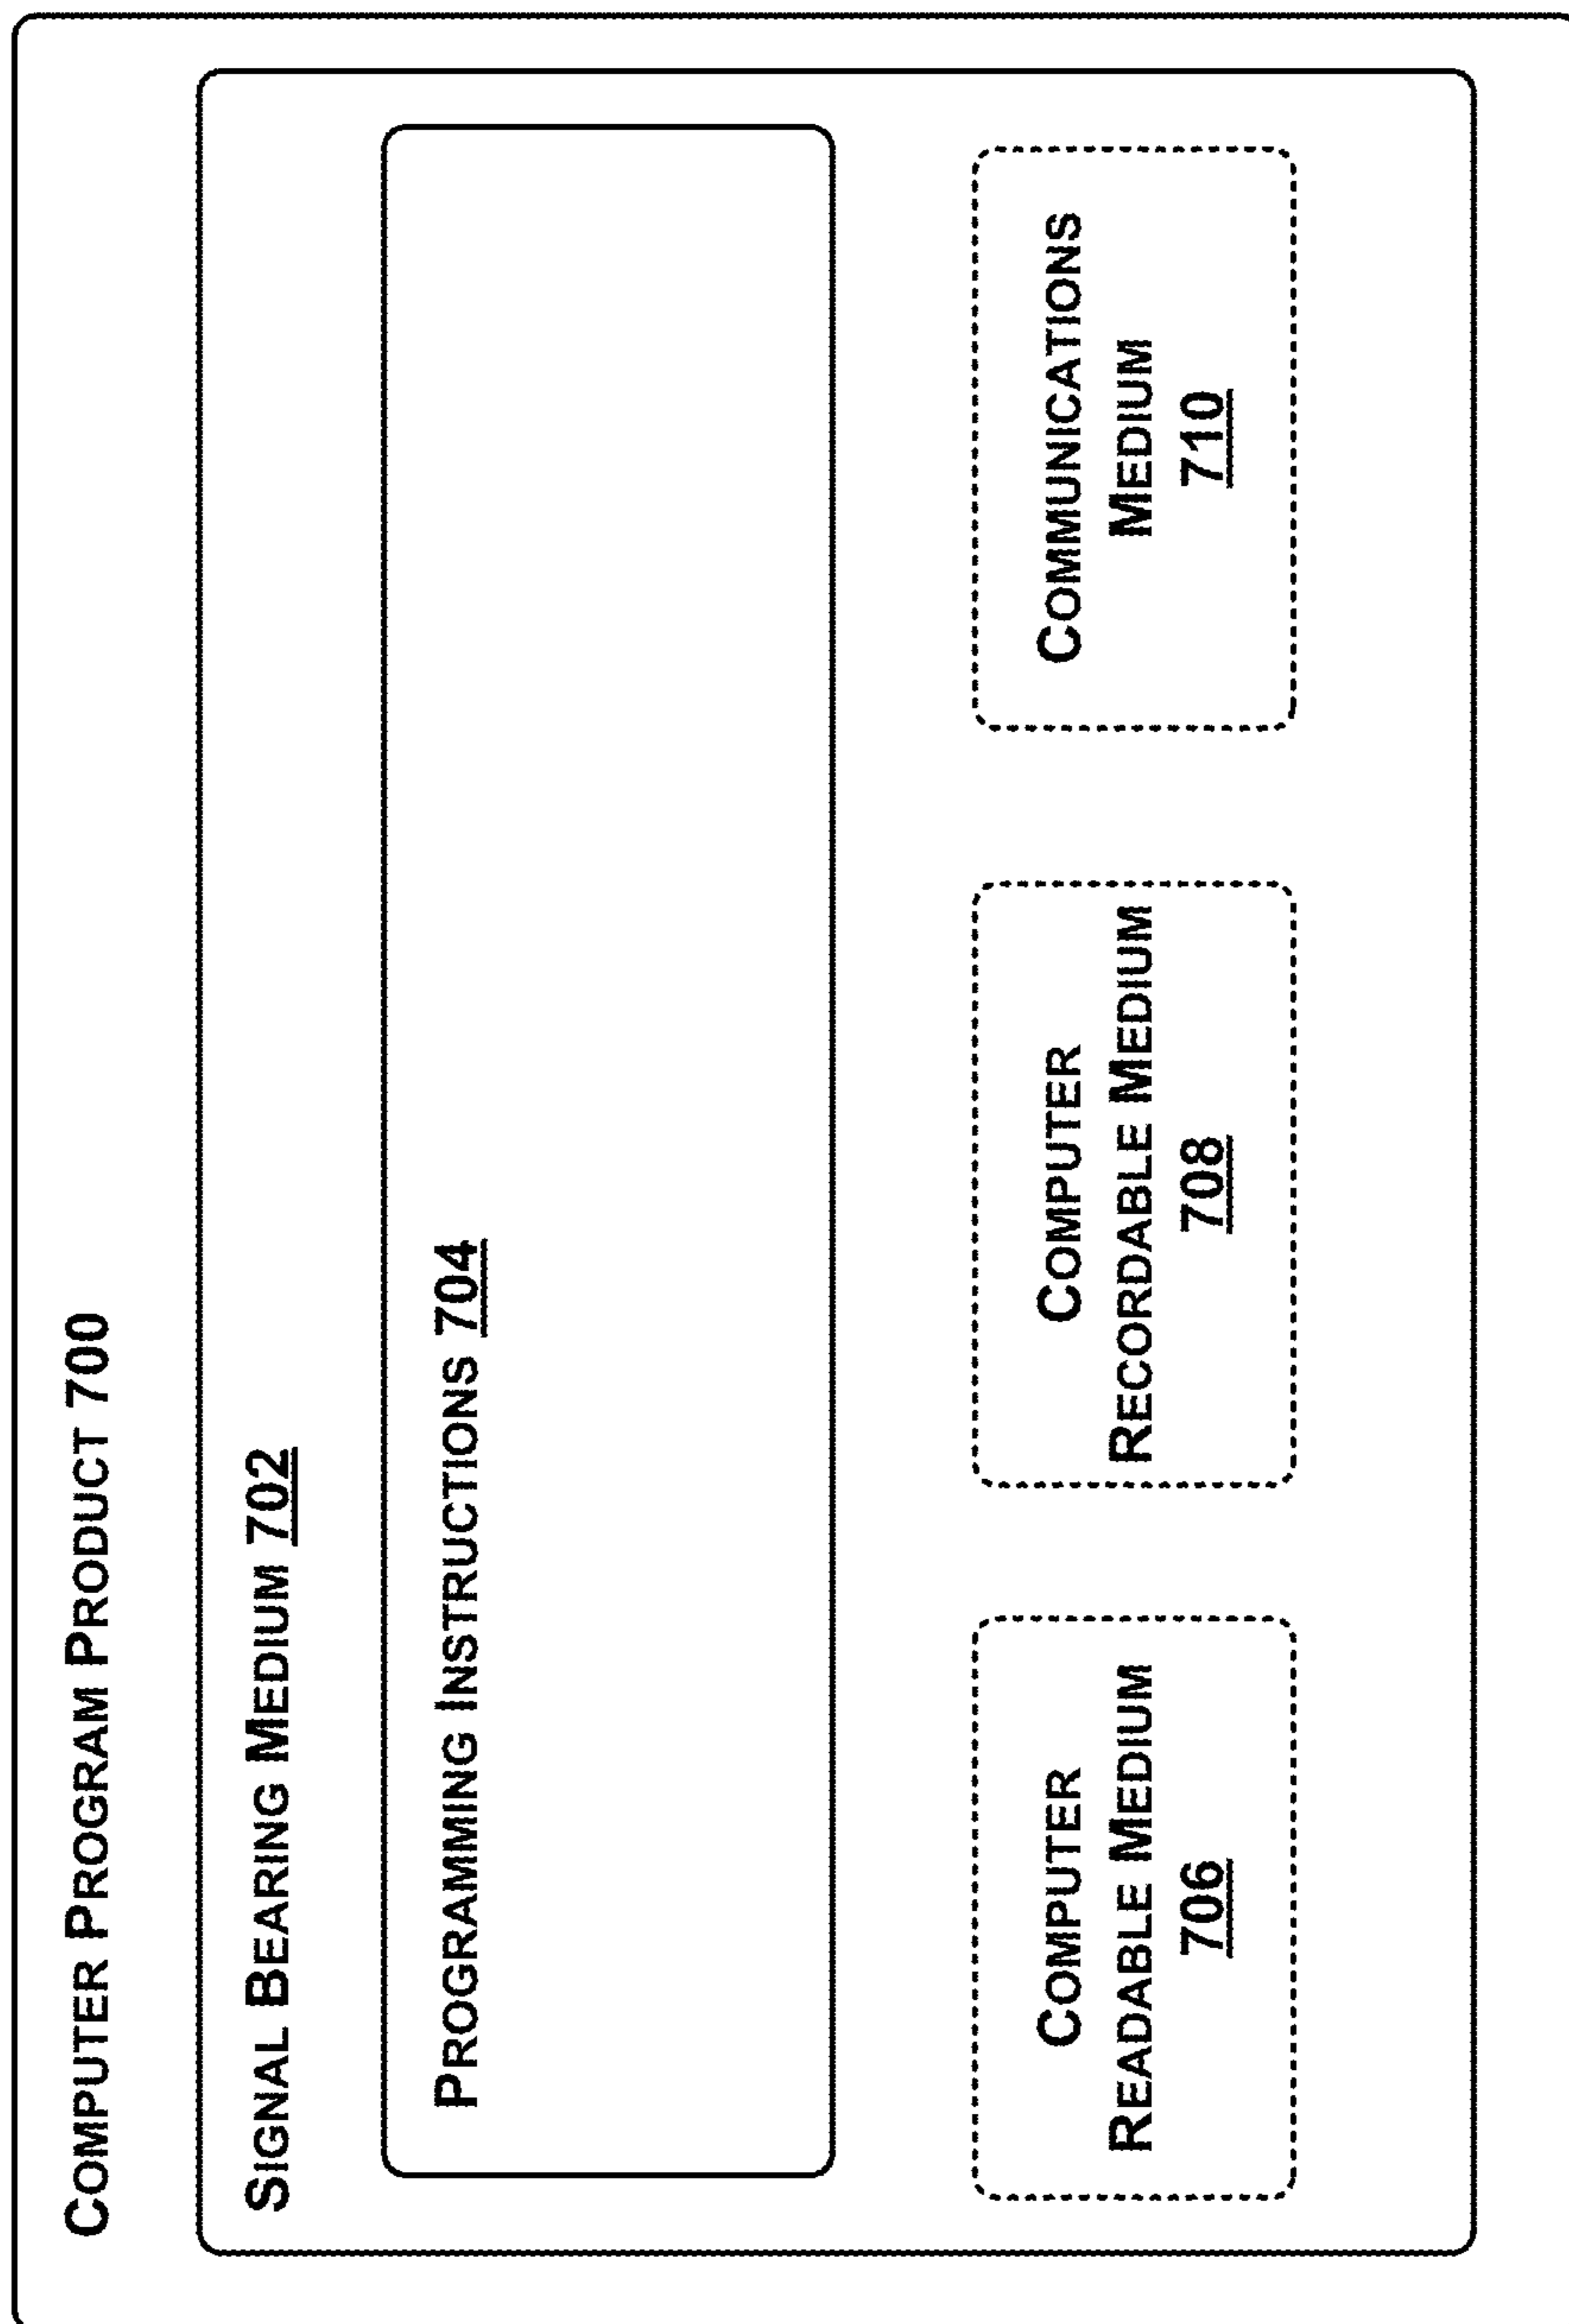 COMPUTER PROGRAM PRODUCT 700
SIGNAL BEARING MEDIUM 702
PROGRAMMING INSTRUCTIONS 704
COMPUTER
READABLE MEDIUM
706
COMPUTER
RECORDABLE MEDIUM
708
COMMUNICATIONS
MEDIUM
710